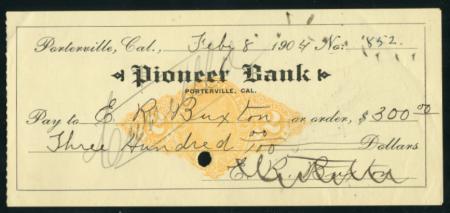 Porterville, Cal., Feby 8 1904 No. 852
Pioneer Bank
PORTERVILLE, CAL.
Pay to E. R. Buxton or order, $300 00
Three Hundred 00/100 Dollars
E. R. Buxton